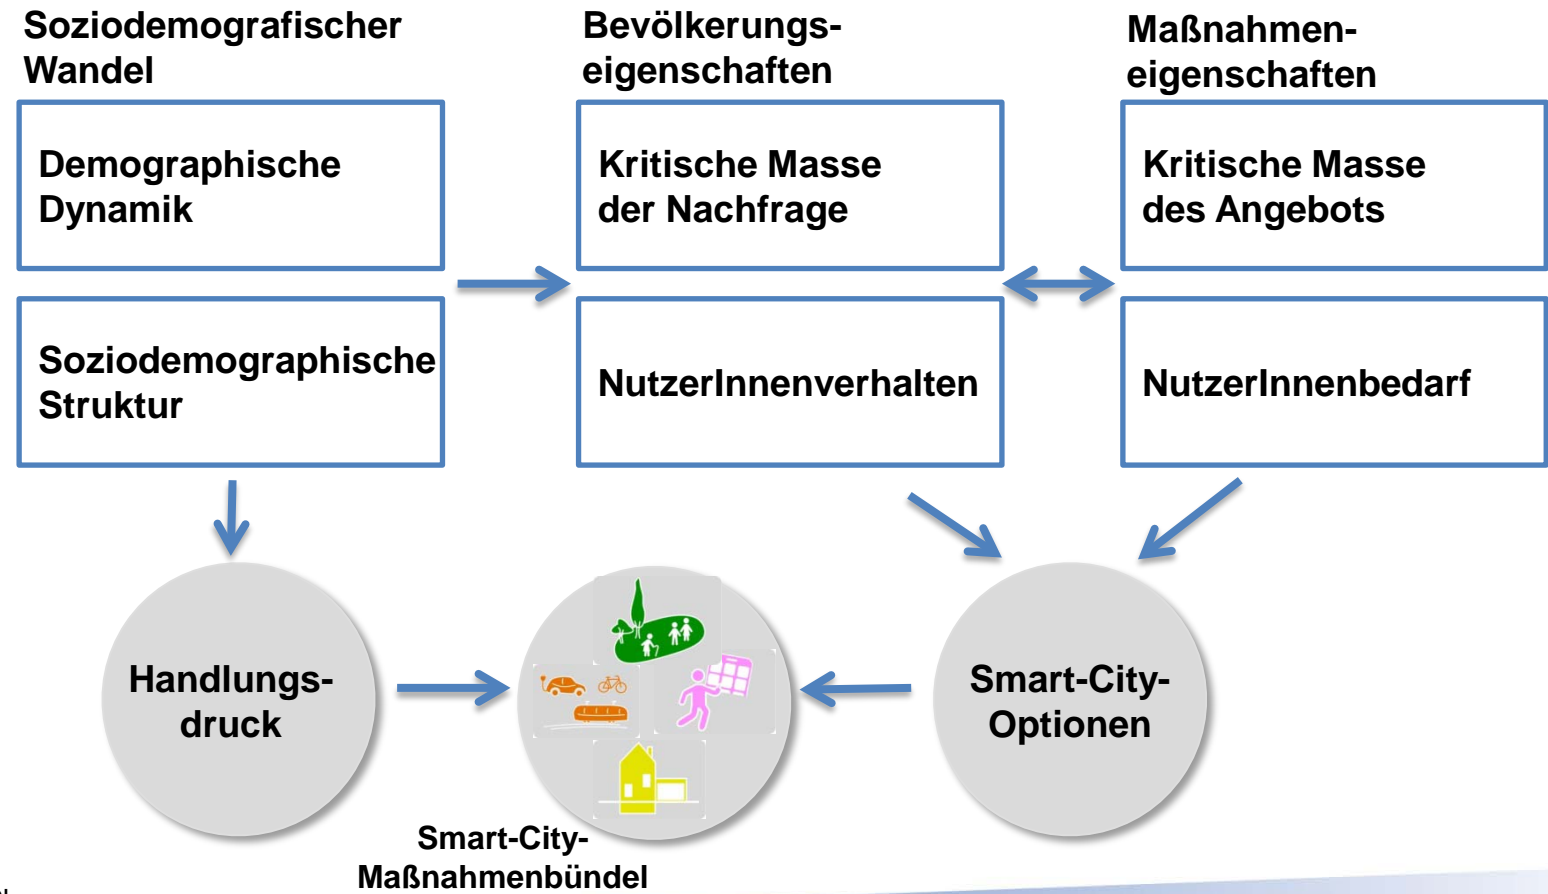 Soziodemografischer
Wandel
Bevölkerungs-
eigenschaften
Maßnahmen-
eigenschaften
Demographische
Dynamik
Kritische Masse
der Nachfrage
Kritische Masse
des Angebots
Soziodemographische
Struktur
NutzerInnenverhalten
NutzerInnenbedarf
Handlungs-
druck
Smart-City-
Optionen
Smart-City-
Maßnahmenbündel